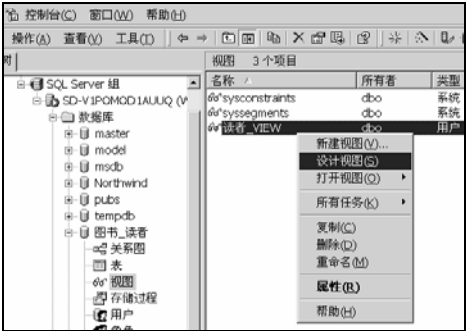 控制台(C) 窗口(W) 帮助(H)
操作(A) 查看(V) 工具(T)
树
视图 3 个项目
名称 所有者 类型
sysconstraints dbo 系统
syssegments dbo 系统
读者_VIEW dbo 用户
SQL Server 组
SD-V1POMOD1AUUQ (W
数据库
master
model
msdb
Northwind
pubs
tempdb
图书_读者
关系图
表
视图
存储过程
用户
角色
新建视图(V)...
设计视图(S)
打开视图(O)
所有任务(K)
复制(C)
删除(D)
重命名(M)
属性(R)
帮助(H)